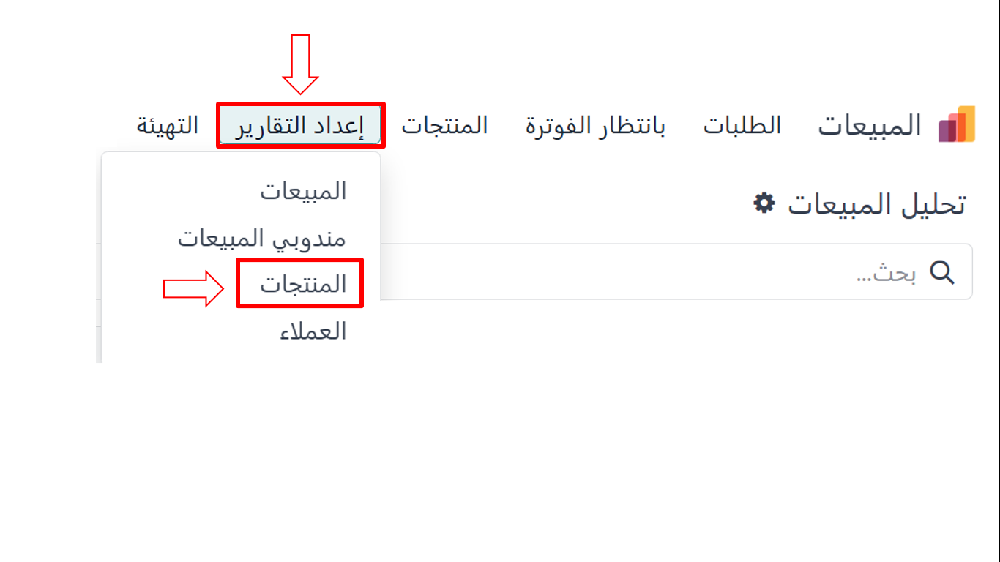 المبيعات الطلبات بانتظار الفوترة المنتجات إعداد التقارير التهيئة
تحليل المبيعات
بحث...
المبيعات
مندوبي المبيعات
المنتجات
العملاء